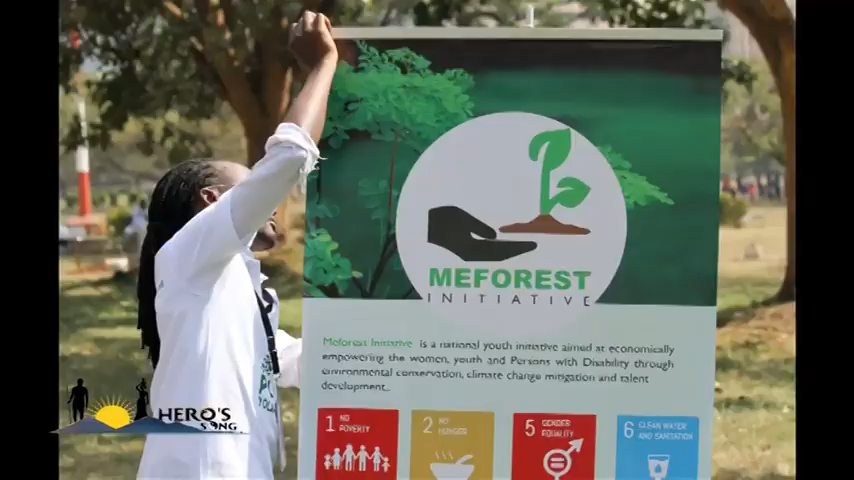 MEFOREST
INITIATIVE
Meforest Initiative is a national youth initiative aimed at economically
empowering the women, youth and Persons with Disability through
environmental conservation, climate change mitigation and talent
development.
1 NO
POVERTY
2 NO
HUNGER
5 GENDER
EQUALITY
6 CLEAN WATER
AND SANITATION
HERO'S
SONG